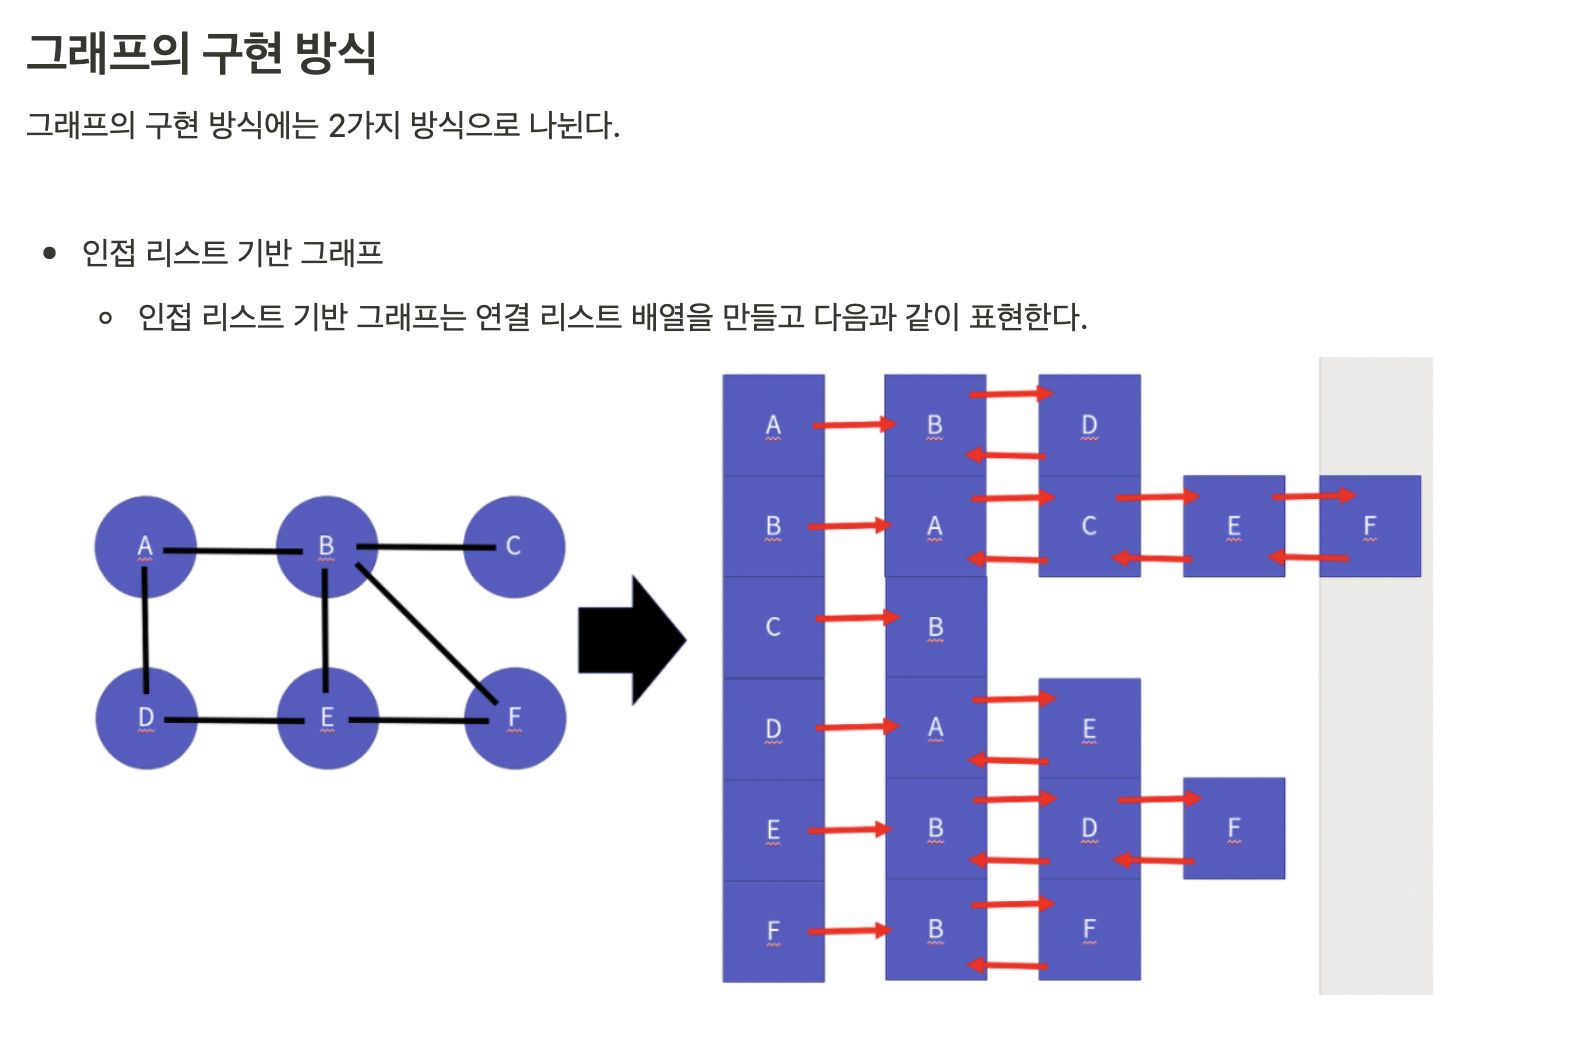 그래프의 구현 방식
그래프의 구현 방식에는 2가지 방식으로 나뉜다.
• 인접 리스트 기반 그래프
◦ 인접 리스트 기반 그래프는 연결 리스트 배열을 만들고 다음과 같이 표현한다.
A B C
D E F
A B D
B A C E F
C B
D A E
E B D F
F B F